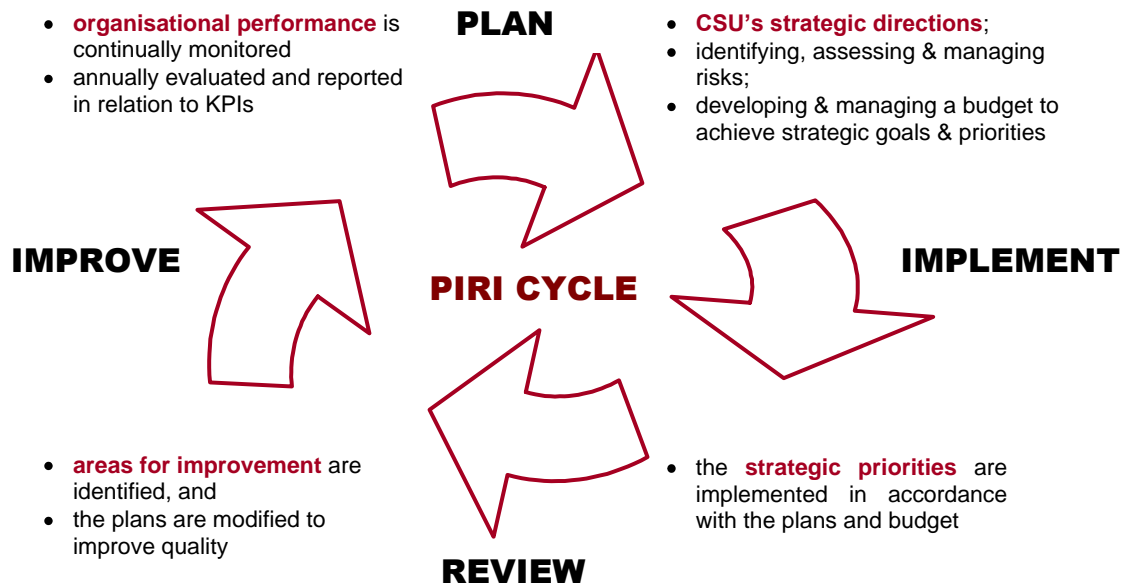 • organisational performance is
continually monitored
• annually evaluated and reported
in relation to KPIs
PLAN
• CSU’s strategic directions;
• identifying, assessing & managing
risks;
• developing & managing a budget to
achieve strategic goals & priorities
IMPROVE
PIRI CYCLE
IMPLEMENT
• areas for improvement are
identified, and
• the plans are modified to
improve quality
• the strategic priorities are
implemented in accordance
with the plans and budget
REVIEW